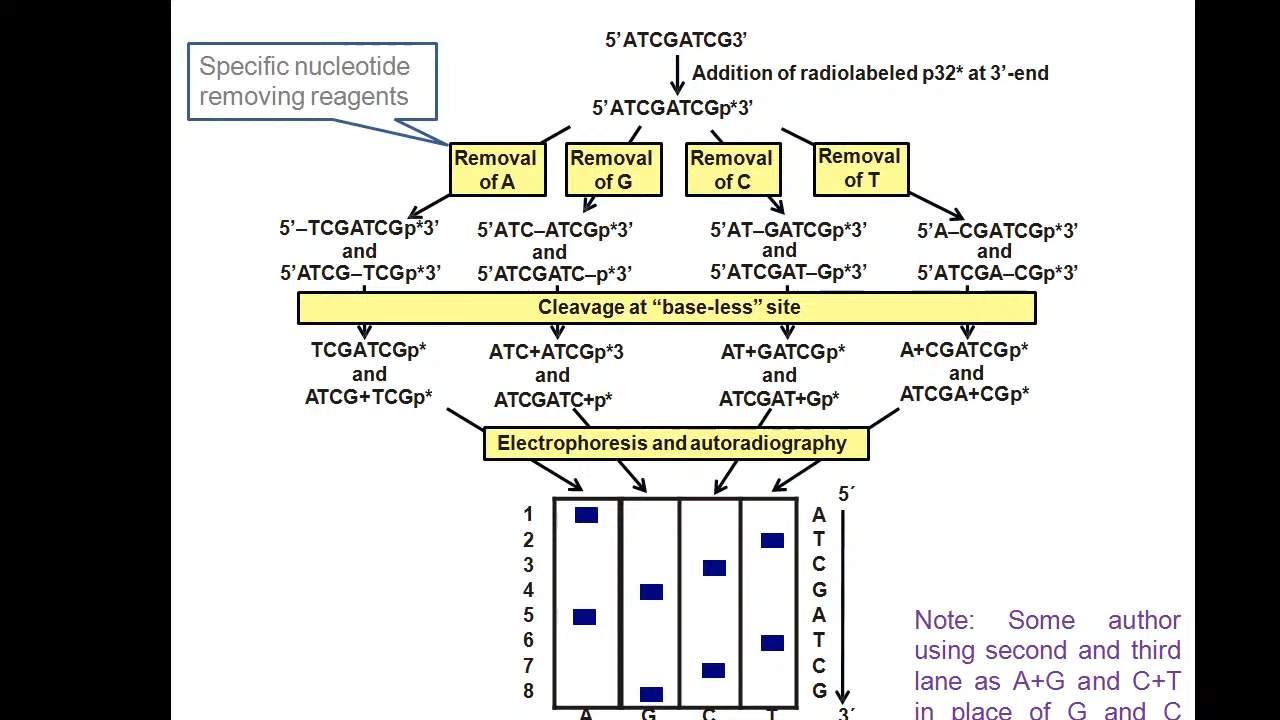 5’ATCGATCG3’
Specific nucleotide
removing reagents
Addition of radiolabeled p32* at 3’-end
5’ATCGATCGp*3’
Removal
of A
Removal
of G
Removal
of C
Removal
of T
5’–TCGATCGp*3’
and
5’ATCG–TCGp*3’
5’ATC–ATCGp*3’
and
5’ATCGATC–p*3’
5’AT–GATCGp*3’
and
5’ATCGAT–Gp*3’
5’A–CGATCGp*3’
and
5’ATCGA–CGp*3’
Cleavage at “base-less” site
TCGATCGp*
and
ATCG+TCGp*
ATC+ATCGp*3
and
ATCGATC+p*
AT+GATCGp*
and
ATCGAT+Gp*
A+CGATCGp*
and
ATCGA+CGp*
Electrophoresis and autoradiography
5´
1 A
2 T
3 C
4 G
5 A
6 T
7 C
8 G
A G C T 3´
Note: Some author
using second and third
lane as A+G and C+T
in place of G and C